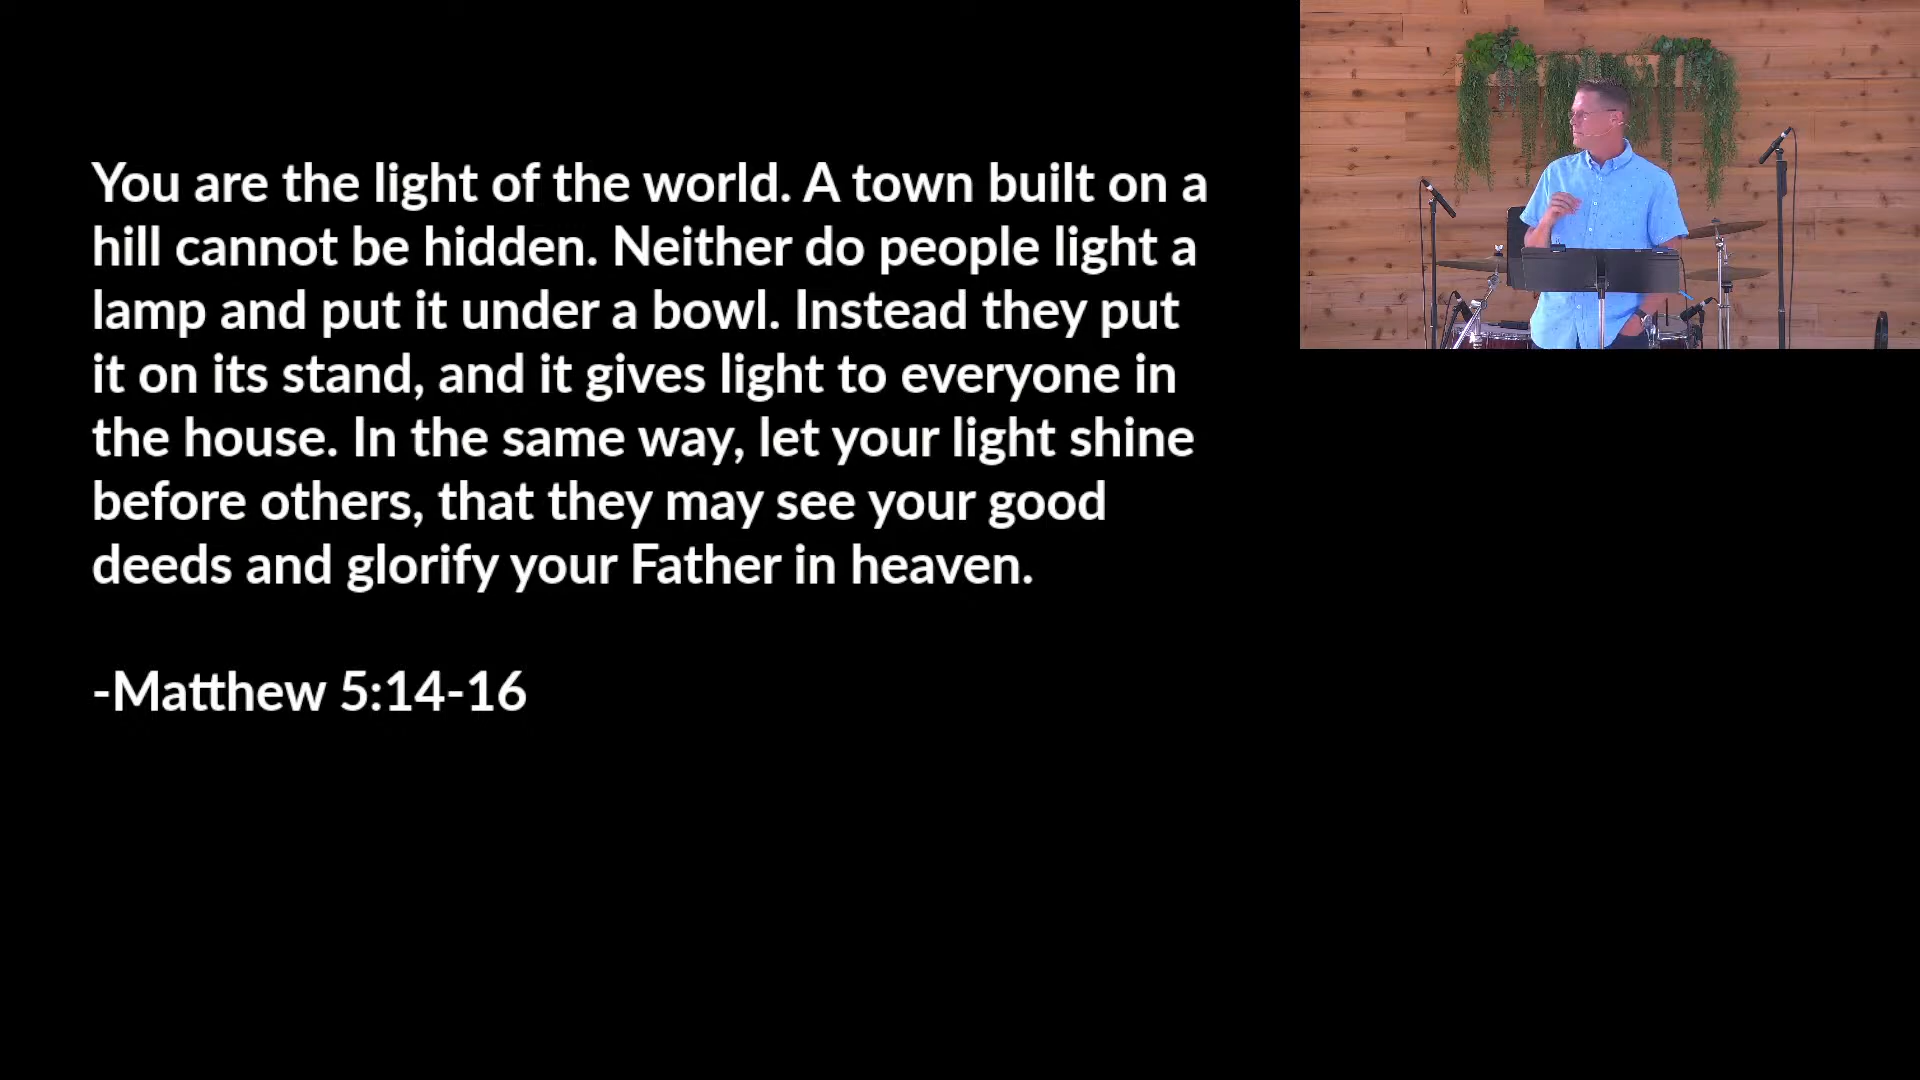 You are the light of the world. A town built on a
hill cannot be hidden. Neither do people light a
lamp and put it under a bowl. Instead they put
it on its stand, and it gives light to everyone in
the house. In the same way, let your light shine
before others, that they may see your good
deeds and glorify your Father in heaven.
-Matthew 5:14-16